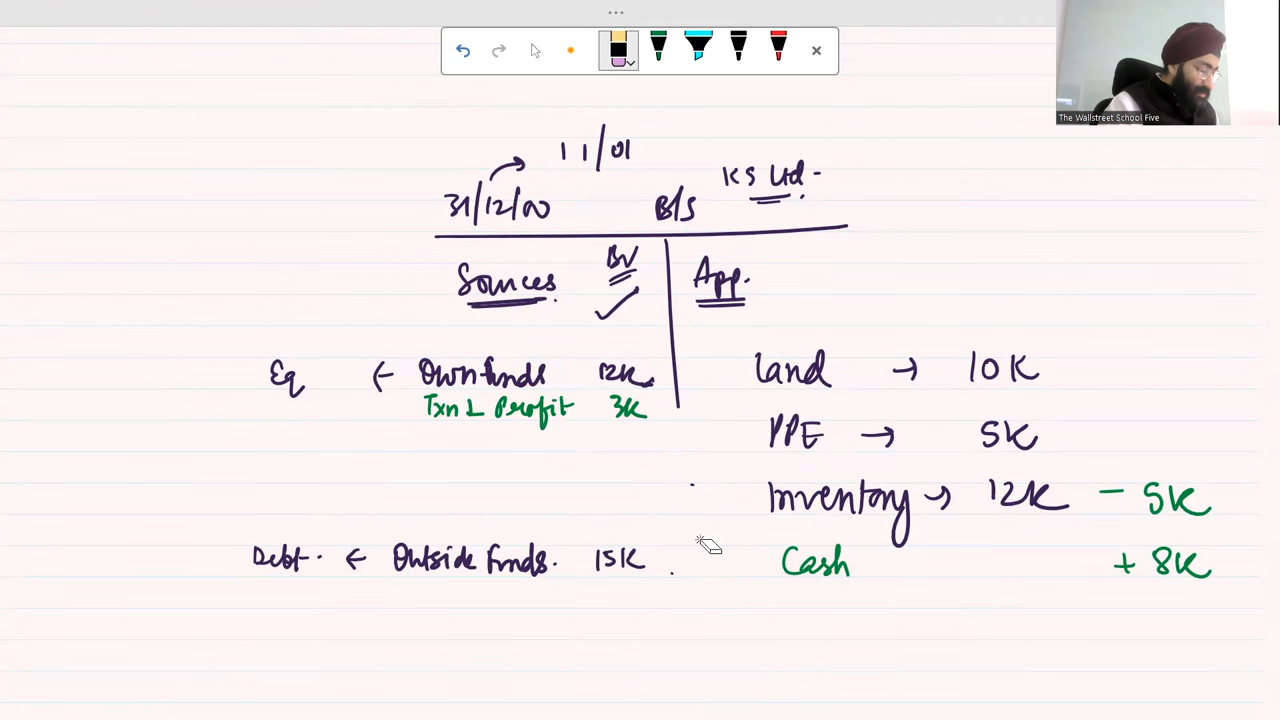 The Wallstreet School Five
11/01
31/12/00 B/S KS Ltd.
Sources BV App.
Eq ← Own funds 12K Land → 10K
Txn 1 Profit 3K
PPE → 5K
Inventory → 12K - 5K
Debt ← Outside Funds. 15K Cash + 8K